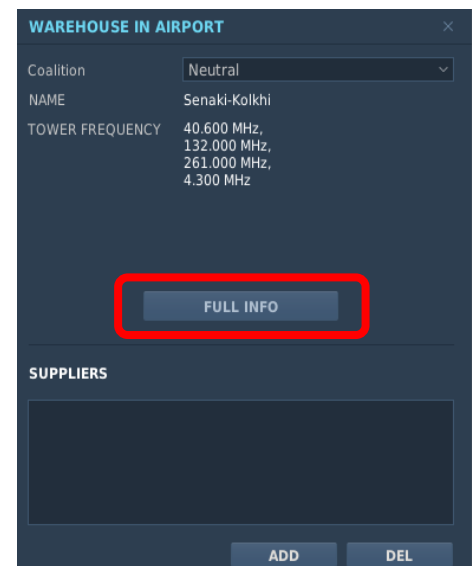 WAREHOUSE IN AIRPORT
Coalition Neutral
NAME Senaki-Kolkhi
TOWER FREQUENCY 40.600 MHz,
132.000 MHz,
261.000 MHz,
4.300 MHz
FULL INFO
SUPPLIERS
ADD DEL